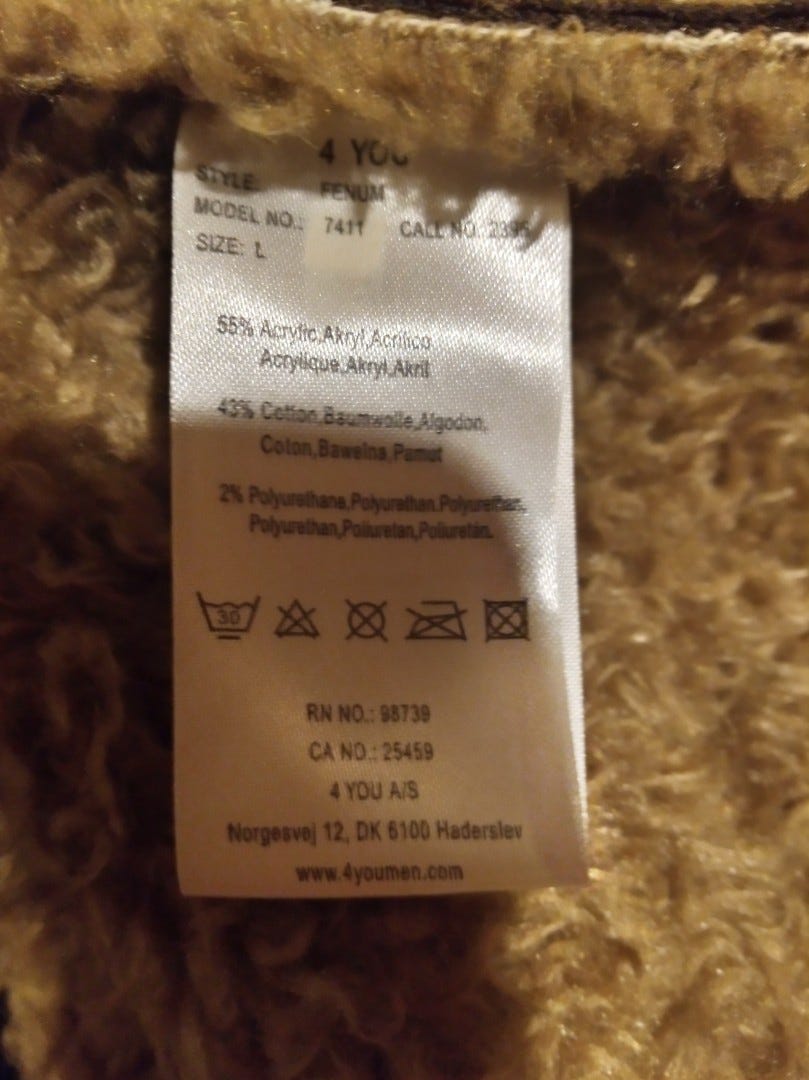 4 YOU
STYLE: FENUM
MODEL NO.: 7411 CALL NO. 2395
SIZE: L
55% Acrylic,Akryl,Acrilico
Acrylique,Akryl,Akril
43% Cotton,Baumwolle,Algodon,
Coton,Bawelna,Pamut
2% Polyurethane,Polyurathan,Polyurethan,
Polyurethan,Poliuretan,Poliuretán.
30
RN NO.: 98739
CA NO.: 25459
4 YOU A/S
Norgesvej 12, DK 6100 Haderslev
www.4youmen.com